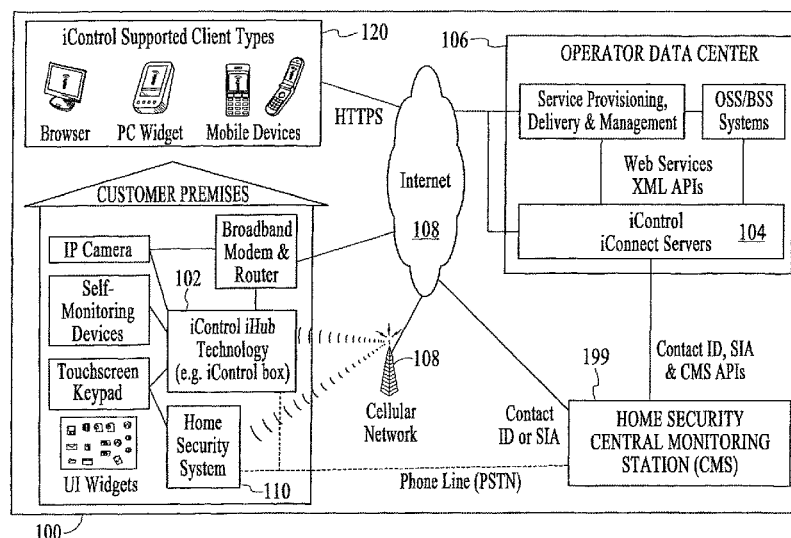 iControl Supported Client Types
120
Browser
PC Widget
Mobile Devices
HTTPS
106
OPERATOR DATA CENTER
Service Provisioning,
Delivery & Management
OSS/BSS
Systems
Web Services
XML APIs
iControl
iConnect Servers
104
Internet
108
CUSTOMER PREMISES
IP Camera
Broadband
Modem &
Router
102
Self-
Monitoring
Devices
iControl iHub
Technology
(e.g. iControl box)
Touchscreen
Keypad
Home
Security
System
UI Widgets
110
108
Cellular
Network
Contact
ID or SIA
Contact ID, SIA
& CMS APIs
199
HOME SECURITY
CENTRAL MONITORING
STATION (CMS)
Phone Line (PSTN)
100